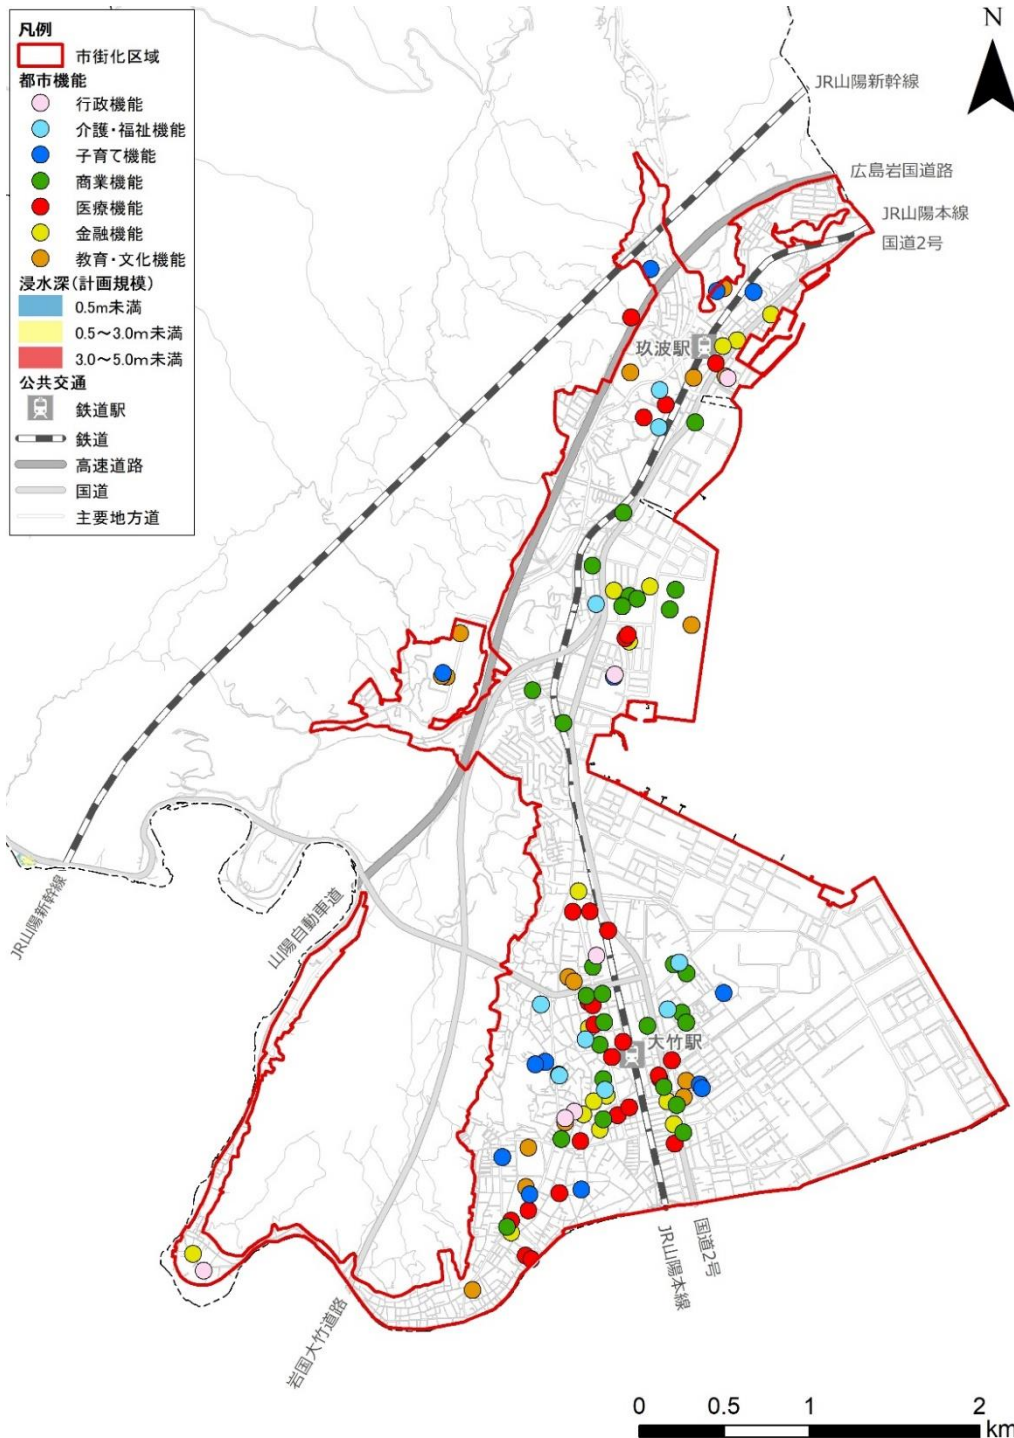 凡例
市街化区域
都市機能
行政機能
介護・福祉機能
子育て機能
商業機能
医療機能
金融機能
教育・文化機能
浸水深(計画規模)
0.5m未満
0.5～3.0m未満
3.0～5.0m未満
公共交通
鉄道駅
鉄道
高速道路
国道
主要地方道
N
JR山陽新幹線
広島岩国道路
JR山陽本線
国道2号
玖波駅
JR山陽新幹線
山陽自動車道
大竹駅
岩国大竹道路
JR山陽本線
国道2号
0 0.5 1 2
km